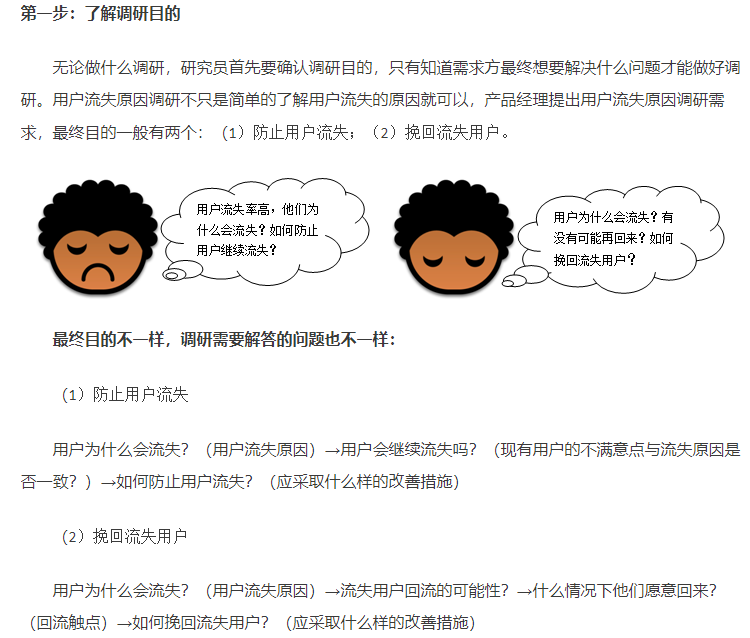 第一步：了解调研目的
无论做什么调研，研究员首先要确认调研目的，只有知道需求方最终想要解决什么问题才能做好调
研。用户流失原因调研不只是简单的了解用户流失的原因就可以，产品经理提出用户流失原因调研需
求，最终目的一般有两个：（1）防止用户流失；（2）挽回流失用户。
用户流失率高，他们为
什么会流失？如何防止
用户继续流失？
用户为什么会流失？有
没有可能再回来？如何
挽回流失用户？
最终目的不一样，调研需要解答的问题也不一样：
（1）防止用户流失
用户为什么会流失？（用户流失原因）→用户会继续流失吗？（现有用户的不满意点与流失原因是
否一致？）→如何防止用户流失？（应采取什么样的改善措施）
（2）挽回流失用户
用户为什么会流失？（用户流失原因）→流失用户回流的可能性？→什么情况下他们愿意回来？
（回流触点）→如何挽回流失用户？（应采取什么样的改善措施）